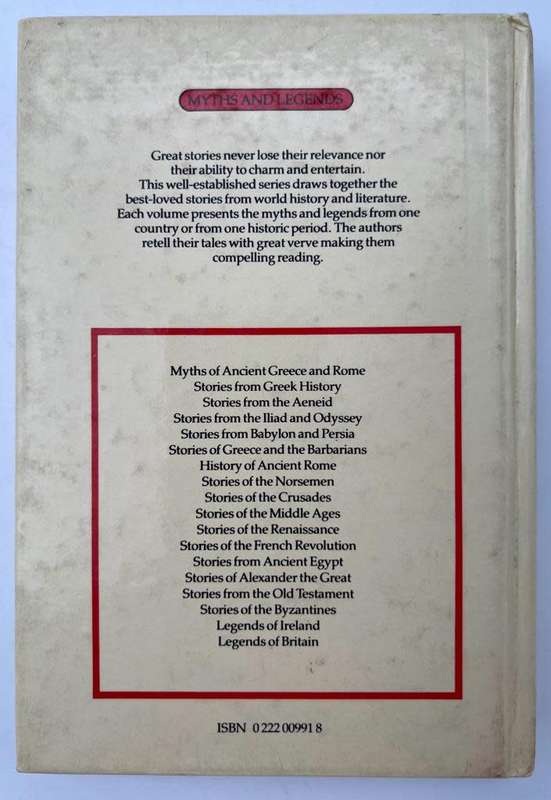 MYTHS AND LEGENDS
Great stories never lose their relevance nor
their ability to charm and entertain.
This well-established series draws together the
best-loved stories from world history and literature.
Each volume presents the myths and legends from one
country or from one historic period. The authors
retell their tales with great verve making them
compelling reading.
Myths of Ancient Greece and Rome
Stories from Greek History
Stories from the Aeneid
Stories from the Iliad and Odyssey
Stories from Babylon and Persia
Stories of Greece and the Barbarians
History of Ancient Rome
Stories of the Norsemen
Stories of the Crusades
Stories of the Middle Ages
Stories of the Renaissance
Stories of the French Revolution
Stories from Ancient Egypt
Stories of Alexander the Great
Stories from the Old Testament
Stories of the Byzantines
Legends of Ireland
Legends of Britain
ISBN 0 222 00991 8